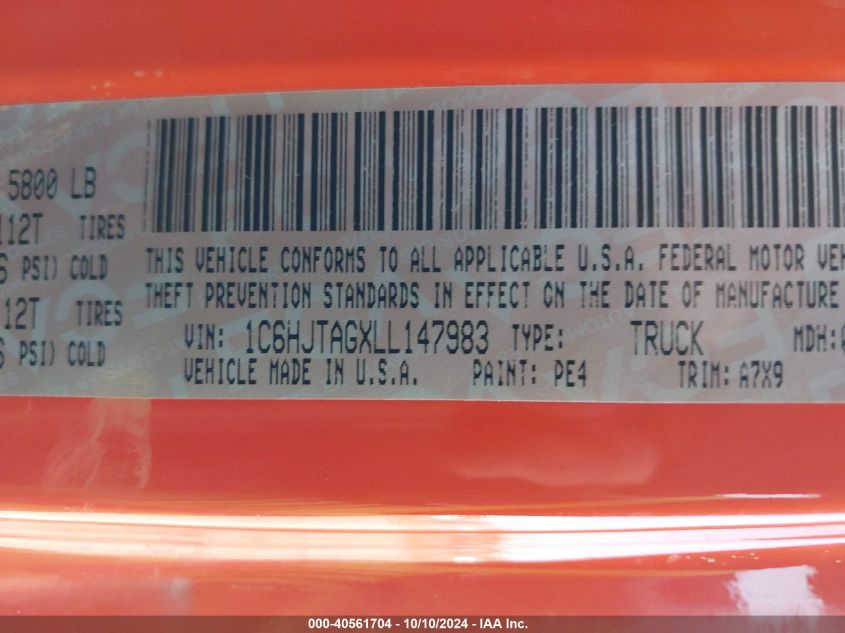 5800 LB
112T TIRES
PSI) COLD
12T
PSI) COLD
THIS VEHICLE CONFORMS TO ALL APPLICABLE U.S.A. FEDERAL MOTOR VEH
THEFT PREVENTION STANDARDS IN EFFECT ON THE DATE OF MANUFACTURE
VIN: 1C6HJTAGXLL147983 TYPE: TRUCK MDH:
VEHICLE MADE IN U.S.A. PAINT: PE4 TRIM: A7X9
000-40561704 - 10/10/2024 - IAA Inc.